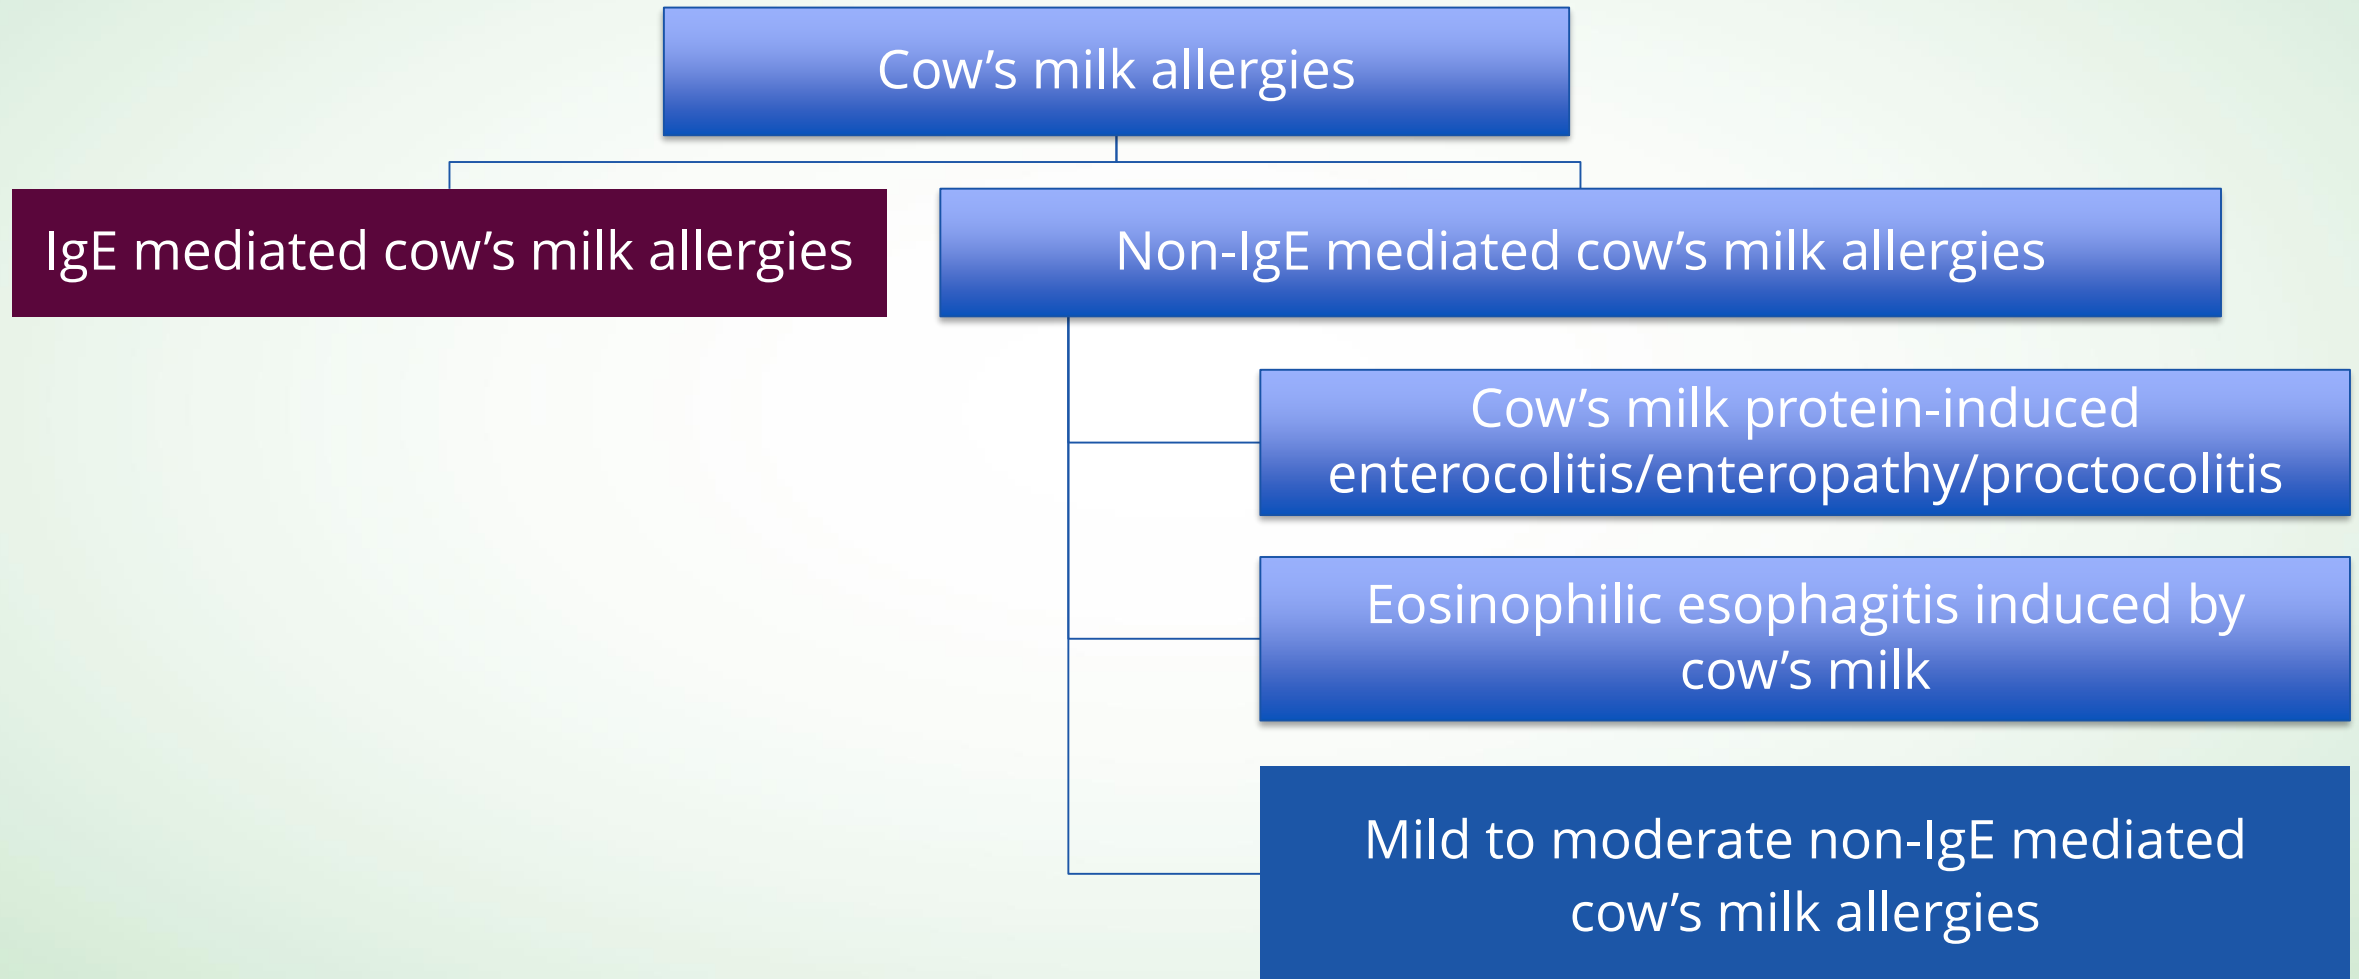 Cow’s milk allergies
IgE mediated cow’s milk allergies
Non-IgE mediated cow’s milk allergies
Cow’s milk protein-induced
enterocolitis/enteropathy/proctocolitis
Eosinophilic esophagitis induced by
cow’s milk
Mild to moderate non-IgE mediated
cow’s milk allergies